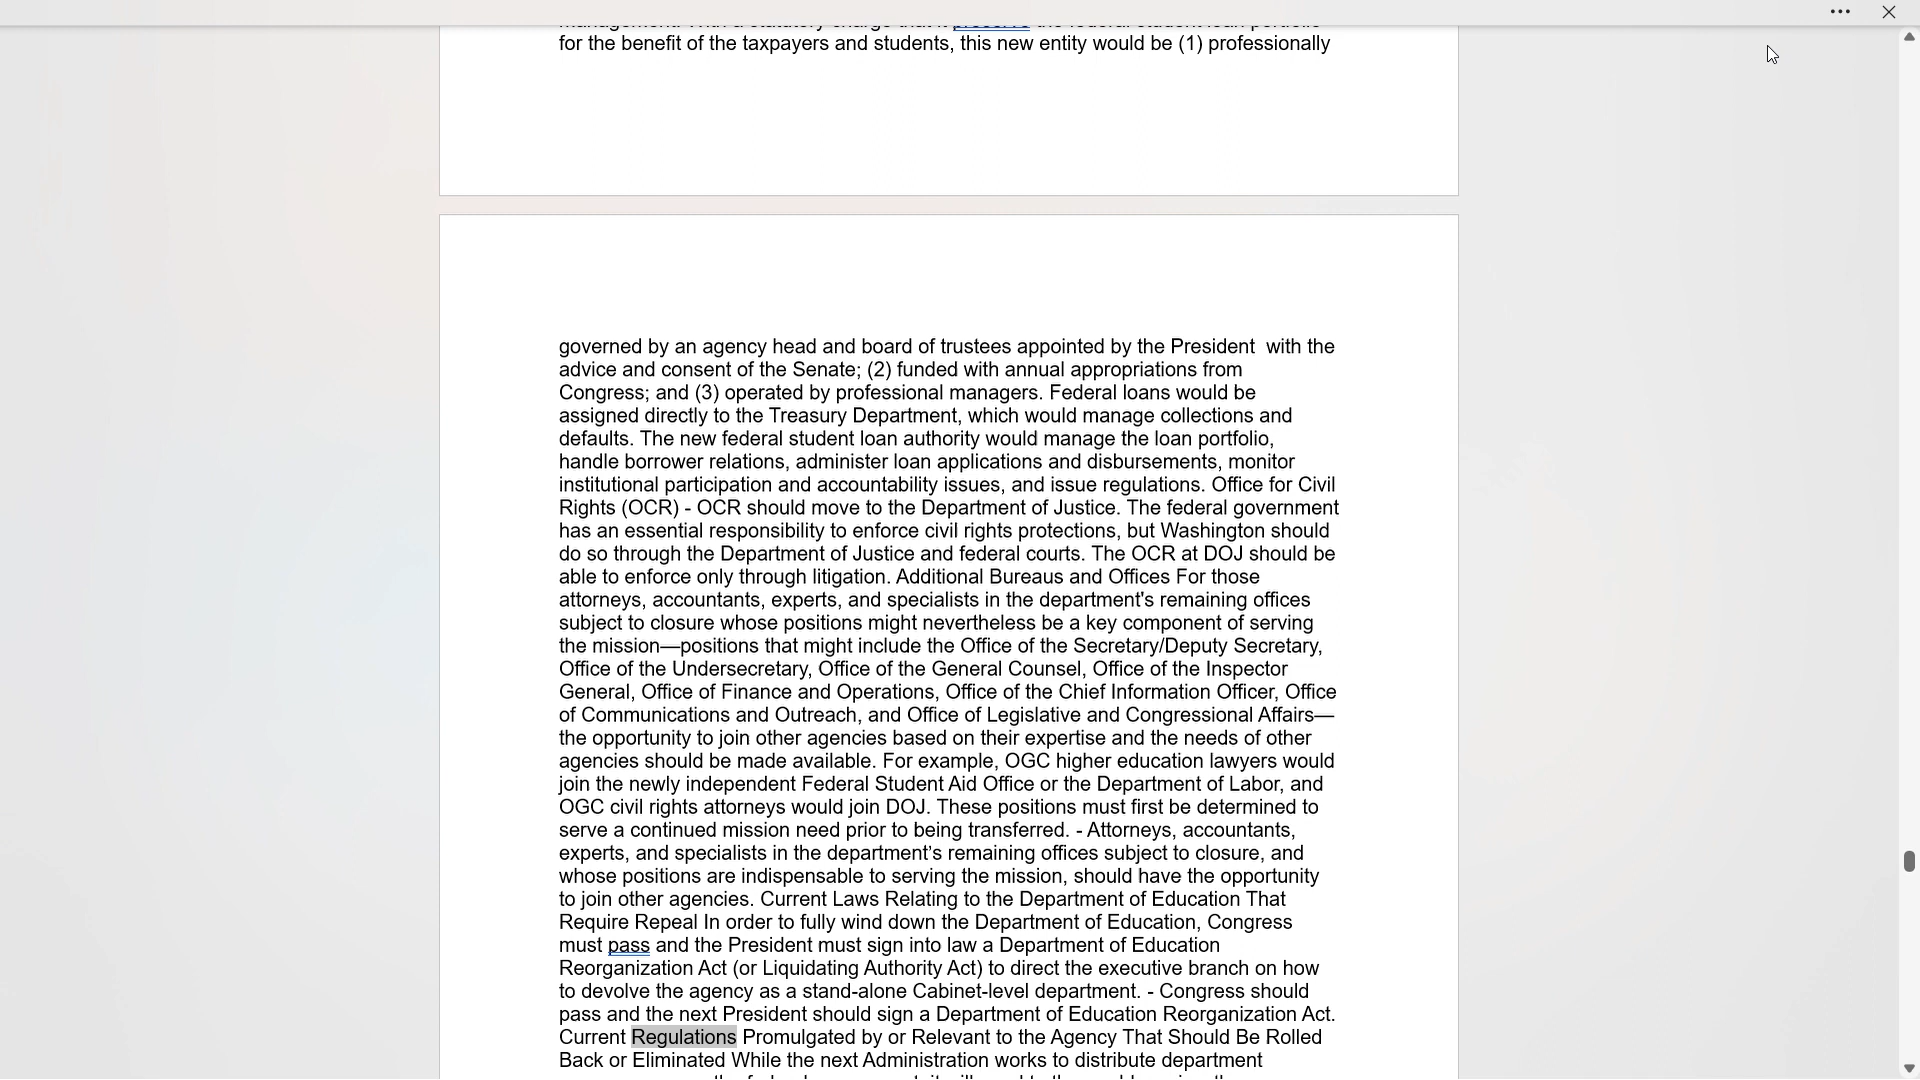 for the benefit of the taxpayers and students, this new entity would be (1) professionally
governed by an agency head and board of trustees appointed by the President  with the
advice and consent of the Senate; (2) funded with annual appropriations from
Congress; and (3) operated by professional managers. Federal loans would be
assigned directly to the Treasury Department, which would manage collections and
defaults. The new federal student loan authority would manage the loan portfolio,
handle borrower relations, administer loan applications and disbursements, monitor
institutional participation and accountability issues, and issue regulations. Office for Civil
Rights (OCR) - OCR should move to the Department of Justice. The federal government
has an essential responsibility to enforce civil rights protections, but Washington should
do so through the Department of Justice and federal courts. The OCR at DOJ should be
able to enforce only through litigation. Additional Bureaus and Offices For those
attorneys, accountants, experts, and specialists in the department's remaining offices
subject to closure whose positions might nevertheless be a key component of serving
the mission—positions that might include the Office of the Secretary/Deputy Secretary,
Office of the Undersecretary, Office of the General Counsel, Office of the Inspector
General, Office of Finance and Operations, Office of the Chief Information Officer, Office
of Communications and Outreach, and Office of Legislative and Congressional Affairs—
the opportunity to join other agencies based on their expertise and the needs of other
agencies should be made available. For example, OGC higher education lawyers would
join the newly independent Federal Student Aid Office or the Department of Labor, and
OGC civil rights attorneys would join DOJ. These positions must first be determined to
serve a continued mission need prior to being transferred. - Attorneys, accountants,
experts, and specialists in the department’s remaining offices subject to closure, and
whose positions are indispensable to serving the mission, should have the opportunity
to join other agencies. Current Laws Relating to the Department of Education That
Require Repeal In order to fully wind down the Department of Education, Congress
must pass and the President must sign into law a Department of Education
Reorganization Act (or Liquidating Authority Act) to direct the executive branch on how
to devolve the agency as a stand-alone Cabinet-level department. - Congress should
pass and the next President should sign a Department of Education Reorganization Act.
Current Regulations Promulgated by or Relevant to the Agency That Should Be Rolled
Back or Eliminated While the next Administration works to distribute department